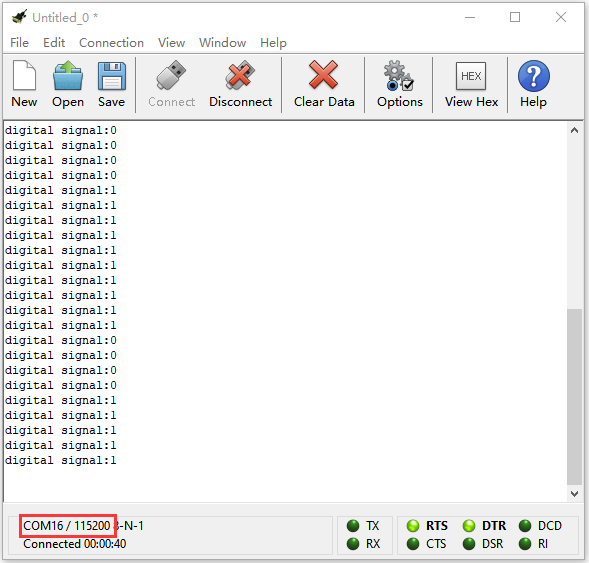 Untitled_0 *
File Edit Connection View Window Help
New Open Save Connect Disconnect Clear Data Options View Hex Help
HEX
digital signal:0
digital signal:0
digital signal:0
digital signal:0
digital signal:1
digital signal:1
digital signal:1
digital signal:1
digital signal:1
digital signal:1
digital signal:1
digital signal:1
digital signal:1
digital signal:1
digital signal:0
digital signal:0
digital signal:0
digital signal:0
digital signal:1
digital signal:1
digital signal:1
digital signal:1
digital signal:1
COM16 / 115200 8-N-1
Connected 00:00:40
TX RTS DTR DCD
RX CTS DSR RI